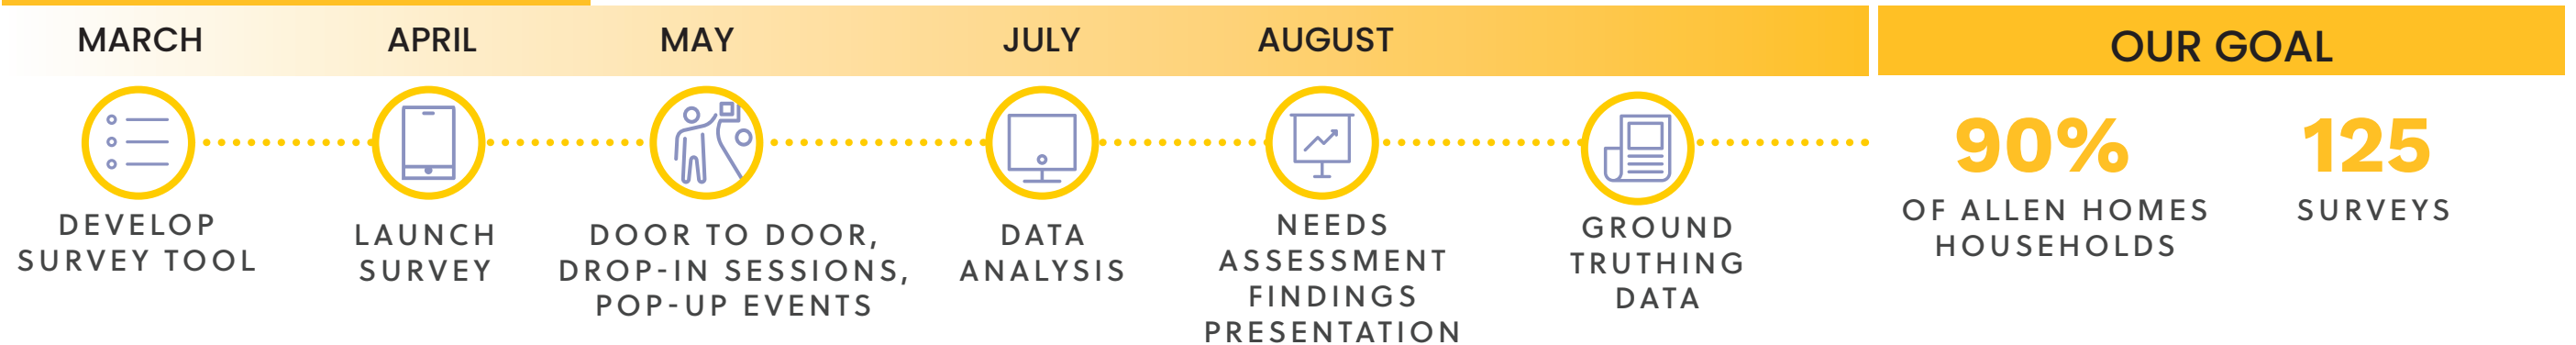 MARCH
APRIL
MAY
JULY
AUGUST
OUR GOAL
DEVELOP
SURVEY TOOL
LAUNCH
SURVEY
DOOR TO DOOR,
DROP-IN SESSIONS,
POP-UP EVENTS
DATA
ANALYSIS
NEEDS
ASSESSMENT
FINDINGS
PRESENTATION
GROUND
TRUTHING
DATA
90%
OF ALLEN HOMES
HOUSEHOLDS
125
SURVEYS